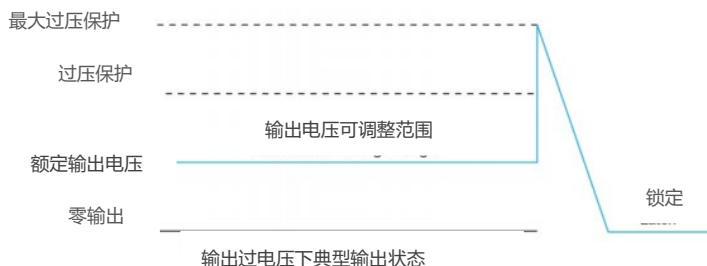 最大过压保护
过压保护
输出电压可调整范围
额定输出电压
锁定
零输出
输出过电压下典型输出状态